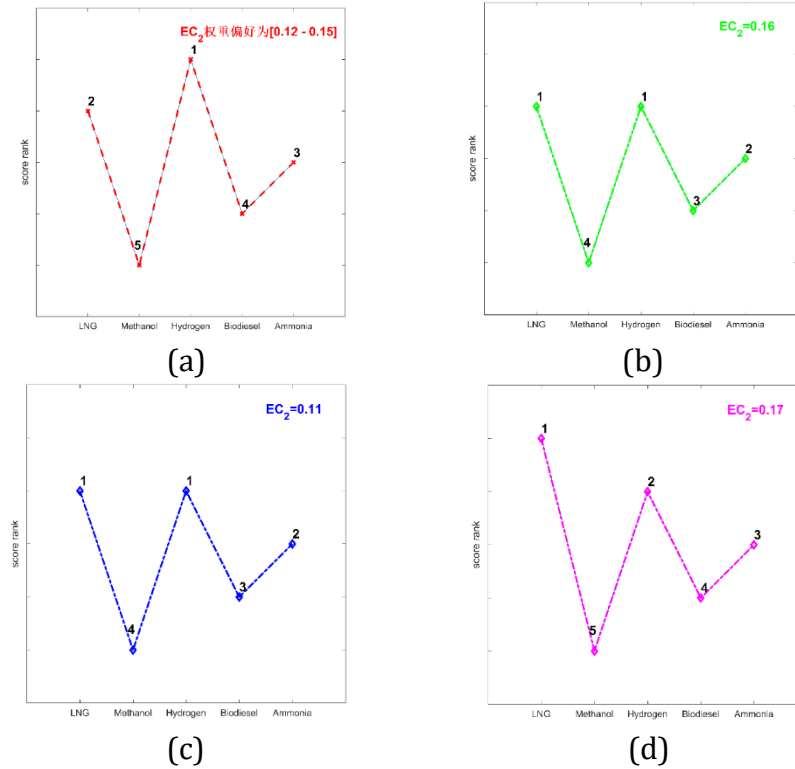 EC₂权重偏好为[0.12 - 0.15]
score rank
2
5
1
4
3
LNG Methanol Hydrogen Biodiesel Ammonia
(a)
EC₂=0.16
score rank
1
4
1
3
2
LNG Methanol Hydrogen Biodiesel Ammonia
(b)
EC₂=0.11
score rank
1
4
1
3
2
LNG Methanol Hydrogen Biodiesel Ammonia
(c)
EC₂=0.17
score rank
1
5
2
4
3
LNG Methanol Hydrogen Biodiesel Ammonia
(d)